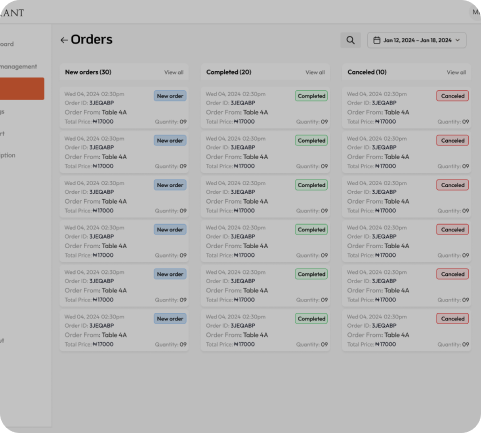 .ANT
M
← Orders
Jan 12, 2024 – Jan 18, 2024
oard
management
gs
rt
ption
ut
New orders (30) View all
Wed 04, 2024 02:30pm New order
Order ID: 3JEQABP
Order From: Table 4A
Total Price: ₦17000 Quantity: 09
Wed 04, 2024 02:30pm New order
Order ID: 3JEQABP
Order From: Table 4A
Total Price: ₦17000 Quantity: 09
Wed 04, 2024 02:30pm New order
Order ID: 3JEQABP
Order From: Table 4A
Total Price: ₦17000 Quantity: 09
Wed 04, 2024 02:30pm New order
Order ID: 3JEQABP
Order From: Table 4A
Total Price: ₦17000 Quantity: 09
Wed 04, 2024 02:30pm New order
Order ID: 3JEQABP
Order From: Table 4A
Total Price: ₦17000 Quantity: 09
Wed 04, 2024 02:30pm New order
Order ID: 3JEQABP
Order From: Table 4A
Total Price: ₦17000 Quantity: 09
Completed (20) View all
Wed 04, 2024 02:30pm Completed
Order ID: 3JEQABP
Order From: Table 4A
Total Price: ₦17000 Quantity: 09
Wed 04, 2024 02:30pm Completed
Order ID: 3JEQABP
Order From: Table 4A
Total Price: ₦17000 Quantity: 09
Wed 04, 2024 02:30pm Completed
Order ID: 3JEQABP
Order From: Table 4A
Total Price: ₦17000 Quantity: 09
Wed 04, 2024 02:30pm Completed
Order ID: 3JEQABP
Order From: Table 4A
Total Price: ₦17000 Quantity: 09
Wed 04, 2024 02:30pm Completed
Order ID: 3JEQABP
Order From: Table 4A
Total Price: ₦17000 Quantity: 09
Wed 04, 2024 02:30pm Completed
Order ID: 3JEQABP
Order From: Table 4A
Total Price: ₦17000 Quantity: 09
Canceled (10) View all
Wed 04, 2024 02:30pm Canceled
Order ID: 3JEQABP
Order From: Table 4A
Total Price: ₦17000 Quantity: 09
Wed 04, 2024 02:30pm Canceled
Order ID: 3JEQABP
Order From: Table 4A
Total Price: ₦17000 Quantity: 09
Wed 04, 2024 02:30pm Canceled
Order ID: 3JEQABP
Order From: Table 4A
Total Price: ₦17000 Quantity: 09
Wed 04, 2024 02:30pm Canceled
Order ID: 3JEQABP
Order From: Table 4A
Total Price: ₦17000 Quantity: 09
Wed 04, 2024 02:30pm Canceled
Order ID: 3JEQABP
Order From: Table 4A
Total Price: ₦17000 Quantity: 09
Wed 04, 2024 02:30pm Canceled
Order ID: 3JEQABP
Order From: Table 4A
Total Price: ₦17000 Quantity: 09